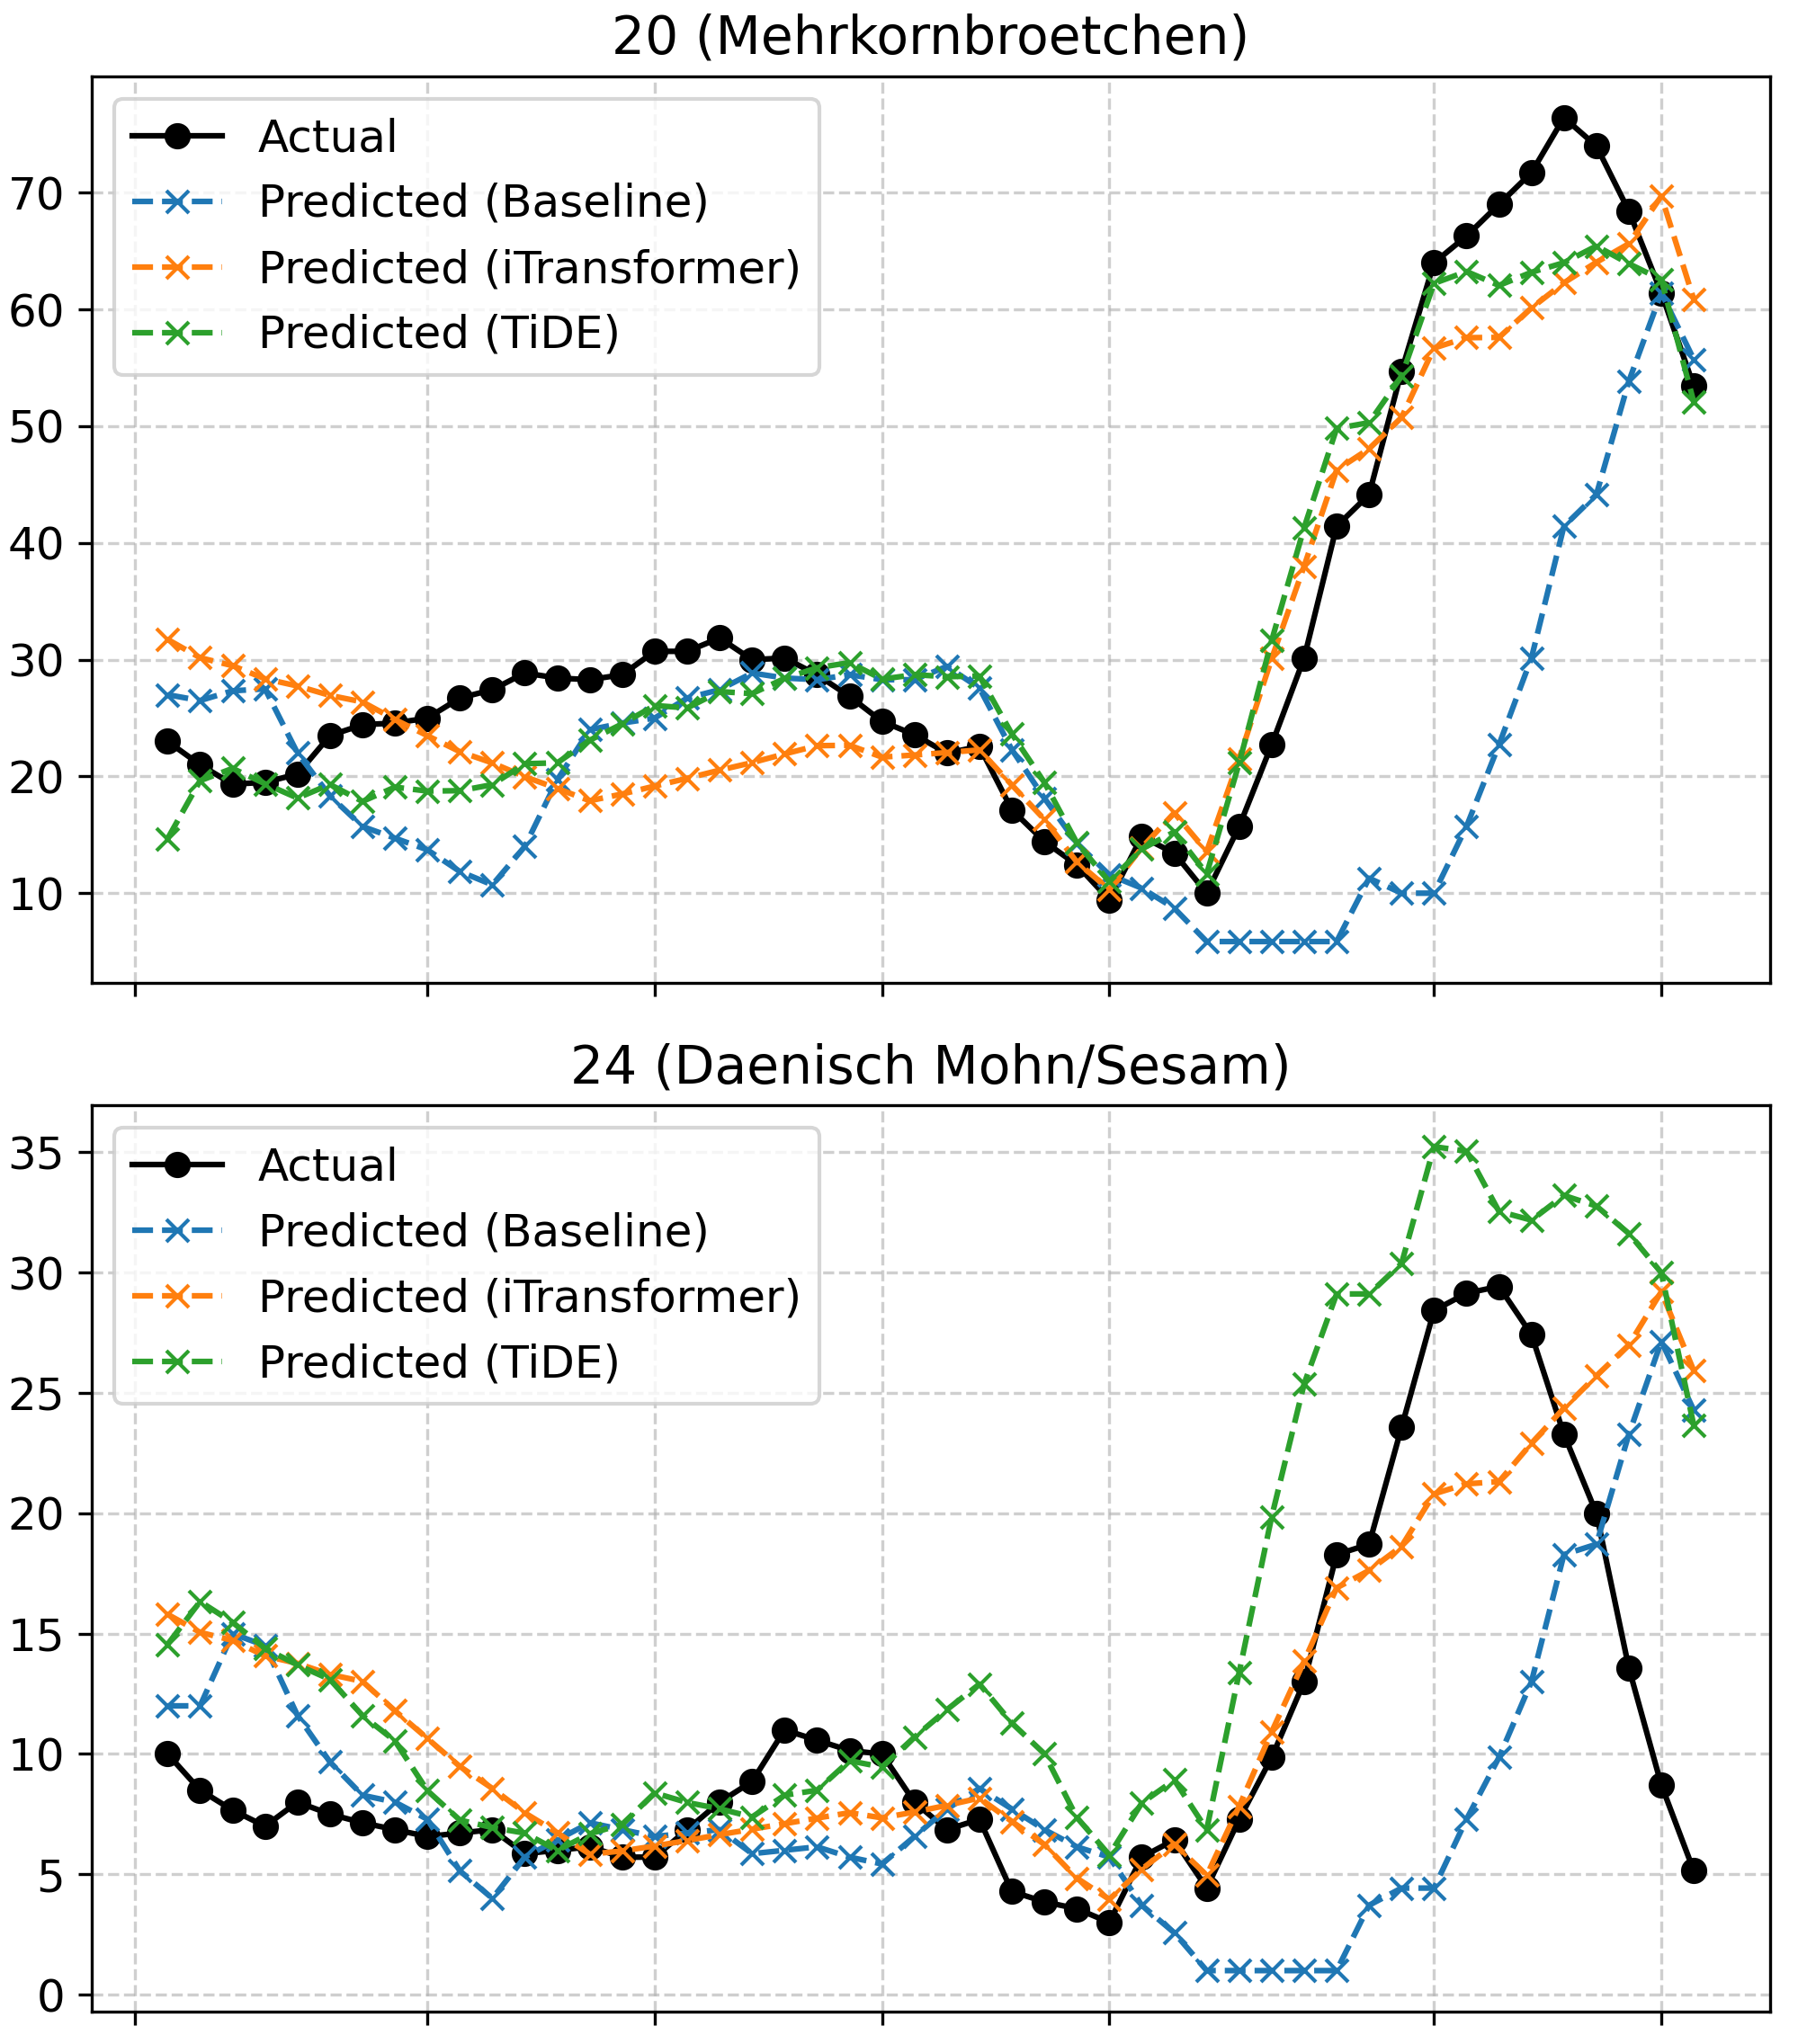 20 (Mehrkornbroetchen)
Actual
Predicted (Baseline)
Predicted (iTransformer)
Predicted (TiDE)
70
60
50
40
30
20
10
24 (Daenisch Mohn/Sesam)
Actual
Predicted (Baseline)
Predicted (iTransformer)
Predicted (TiDE)
35
30
25
20
15
10
5
0